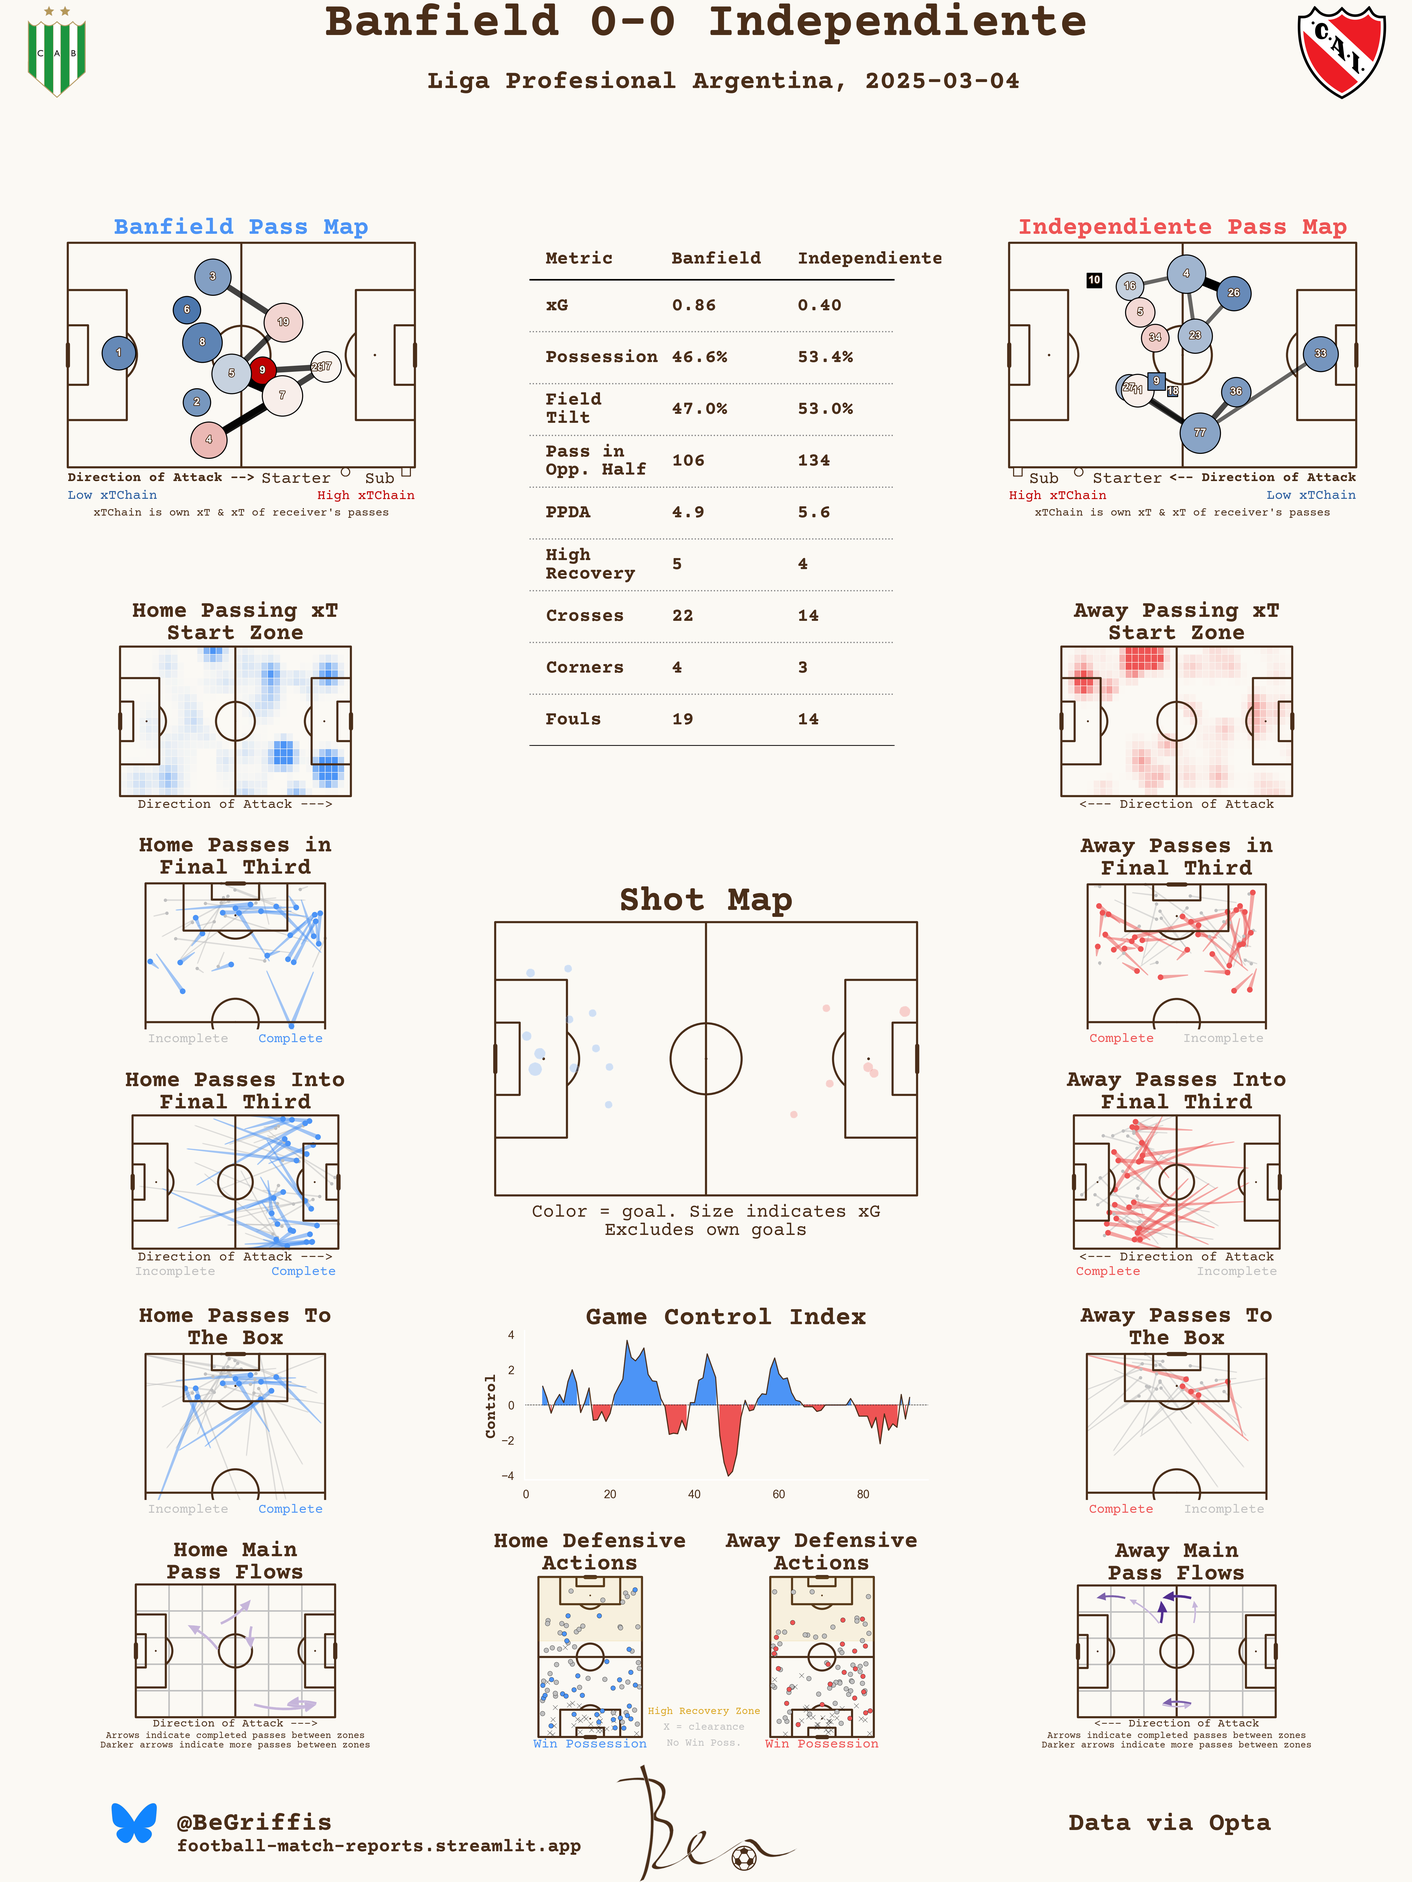 Banfield 0-0 Independiente
Liga Profesional Argentina, 2025-03-04
C A B
C.A.I.
Banfield Pass Map
3
6
19
8
1
5
9
17
7
2
4
Direction of Attack --> Starter Sub
Low xTChain High xTChain
xTChain is own xT & xT of receiver's passes
Metric Banfield Independiente
xG 0.86 0.40
Possession 46.6% 53.4%
Field
Tilt 47.0% 53.0%
Pass in
Opp. Half 106 134
PPDA 4.9 5.6
High
Recovery 5 4
Crosses 22 14
Corners 4 3
Fouls 19 14
Independiente Pass Map
10
4
16
26
5
34
23
33
9
27
11
18
36
77
Sub Starter <-- Direction of Attack
High xTChain Low xTChain
xTChain is own xT & xT of receiver's passes
Home Passing xT
Start Zone
Direction of Attack --->
Away Passing xT
Start Zone
<--- Direction of Attack
Home Passes in
Final Third
Incomplete Complete
Away Passes in
Final Third
Complete Incomplete
Shot Map
Color = goal. Size indicates xG
Excludes own goals
Home Passes Into
Final Third
Direction of Attack --->
Incomplete Complete
Away Passes Into
Final Third
<--- Direction of Attack
Complete Incomplete
Home Passes To
The Box
Incomplete Complete
Game Control Index
Control
4
2
0
−2
−4
0 20 40 60 80
Away Passes To
The Box
Complete Incomplete
Home Main
Pass Flows
Direction of Attack --->
Arrows indicate completed passes between zones
Darker arrows indicate more passes between zones
Home Defensive
Actions
Win Possession
Away Defensive
Actions
Win Possession
High Recovery Zone
X = clearance
No Win Poss.
Away Main
Pass Flows
<--- Direction of Attack
Arrows indicate completed passes between zones
Darker arrows indicate more passes between zones
@BeGriffis
football-match-reports.streamlit.app
Ben
Data via Opta